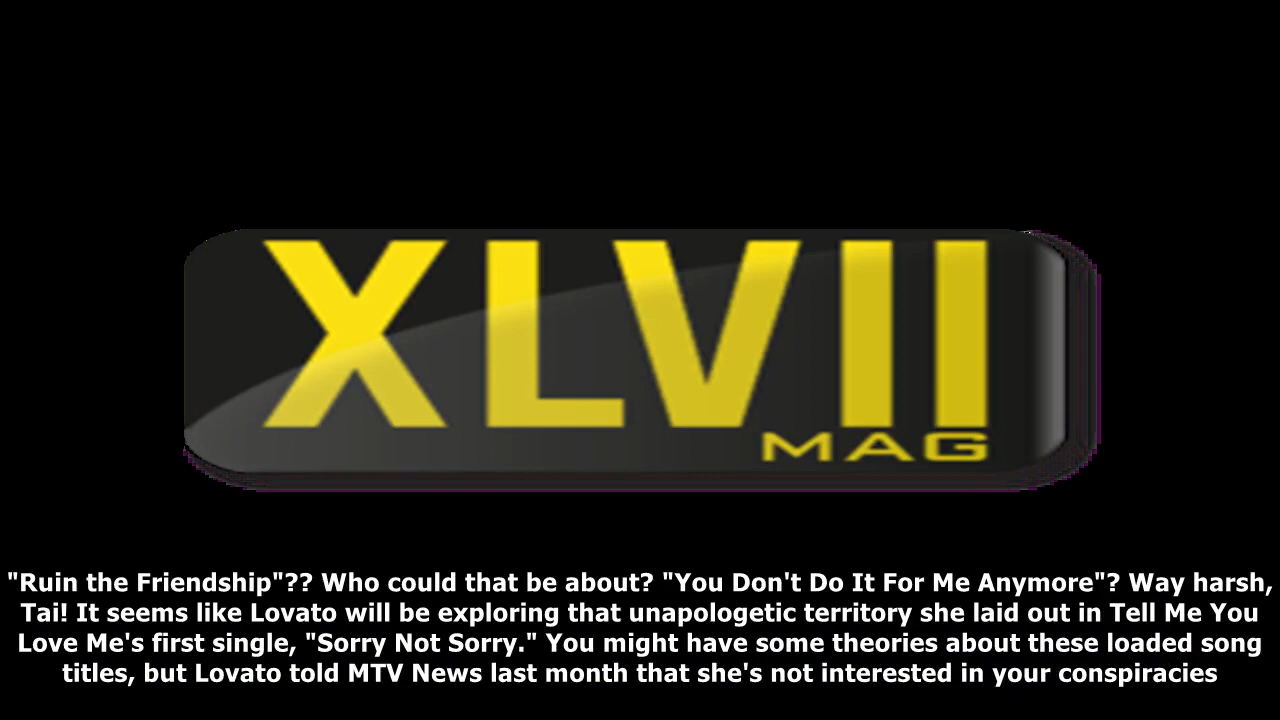 XLVII
MAG
"Ruin the Friendship"?? Who could that be about? "You Don't Do It For Me Anymore"? Way harsh,
Tai! It seems like Lovato will be exploring that unapologetic territory she laid out in Tell Me You
Love Me's first single, "Sorry Not Sorry." You might have some theories about these loaded song
titles, but Lovato told MTV News last month that she's not interested in your conspiracies